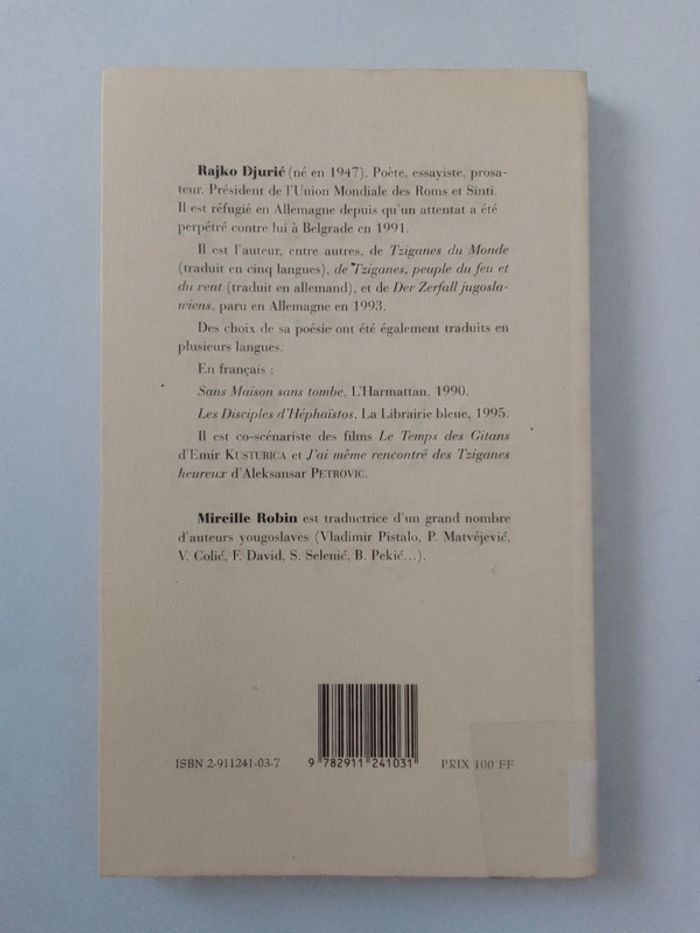 Rajko Djurić (né en 1947). Poète, essayiste, prosa-
teur. Président de l'Union Mondiale des Roms et Sinti.
Il est réfugié en Allemagne depuis qu'un attentat a été
perpétré contre lui à Belgrade en 1991.
Il est l'auteur, entre autres, de Tziganes du Monde
(traduit en cinq langues), de Tziganes, peuple du feu et
du vent (traduit en allemand), et de Der Zerfall jugosla-
wiens, paru en Allemagne en 1993.
Des choix de sa poésie ont été également traduits en
plusieurs langues.
En français :
Sans Maison sans tombe, L'Harmattan, 1990.
Les Disciples d'Héphaïstos, La Librairie bleue, 1995.
Il est co-scénariste des films Le Temps des Gitans
d'Emir KUSTURICA et J'ai même rencontré des Tziganes
heureux d'Aleksansar PETROVIC.
Mireille Robin est traductrice d'un grand nombre
d'auteurs yougoslaves (Vladimir Pistalo, P. Matvéjević,
V. Colić, F. David, S. Selenić, B. Pekić...).
ISBN 2-911241-03-7
9 782911 241031
PRIX 100 FF